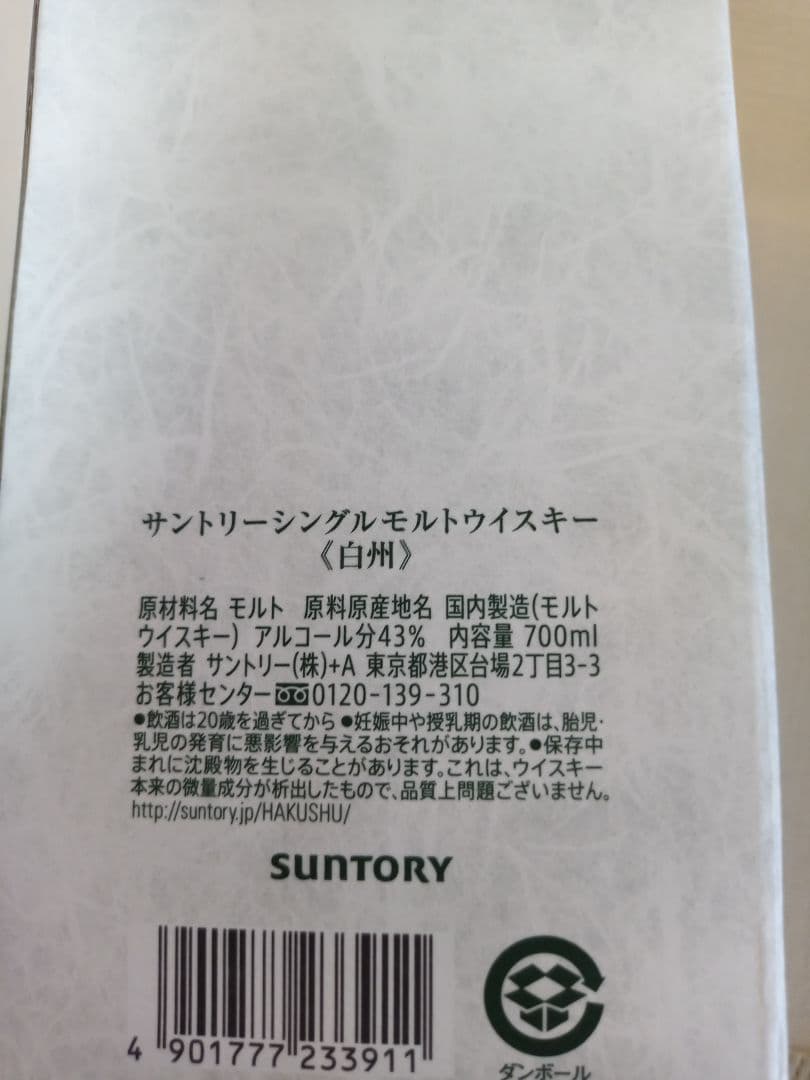 サントリーシングルモルトウイスキー
《白州》
原材料名 モルト 原料原産地名 国内製造(モルト
ウイスキー) アルコール分43% 内容量 700ml
製造者 サントリー(株)+A 東京都港区台場2丁目3-3
お客様センター 0120-139-310
●飲酒は20歳を過ぎてから ●妊娠中や授乳期の飲酒は、胎児・
乳児の発育に悪影響を与えるおそれがあります。●保存中
まれに沈殿物を生じることがあります。これは、ウイスキー
本来の微量成分が析出したもので、品質上問題ございません。
http://suntory.jp/HAKUSHU/
SUNTORY
4 901777 233911
ダンボール